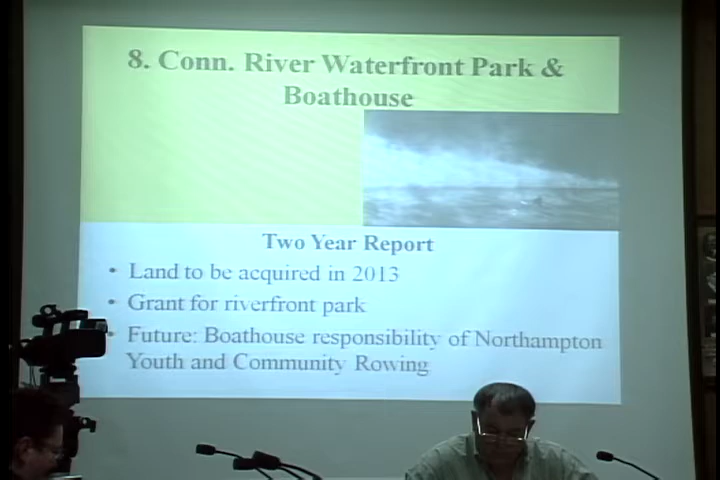 8. Conn. River Waterfront Park &
Boathouse
Two Year Report
• Land to be acquired in 2013
• Grant for riverfront park
• Future: Boathouse responsibility of Northampton
Youth and Community Rowing